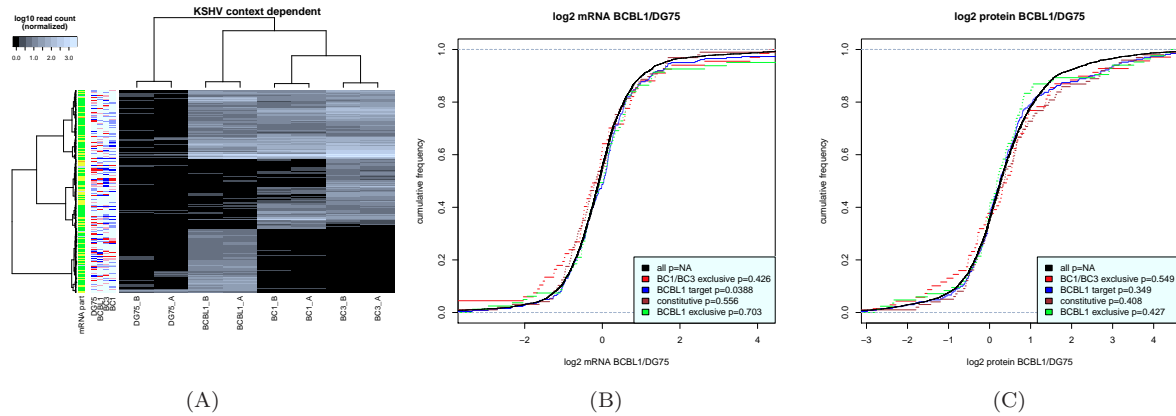 log10 read count
(normalized)
0.0 1.0 2.0 3.0
KSHV context dependent
mRNA part
DG75
BCBL1
BC3
BC1
DG75_B
DG75_A
BCBL1_B
BCBL1_A
BC1_B
BC1_A
BC3_B
BC3_A
(A)
log2 mRNA BCBL1/DG75
cumulative frequency
0.0 0.2 0.4 0.6 0.8 1.0
all p=NA
BC1/BC3 exclusive p=0.426
BCBL1 target p=0.0388
constitutive p=0.556
BCBL1 exclusive p=0.703
−2 0 2 4
log2 mRNA BCBL1/DG75
(B)
log2 protein BCBL1/DG75
cumulative frequency
0.0 0.2 0.4 0.6 0.8 1.0
all p=NA
BC1/BC3 exclusive p=0.549
BCBL1 target p=0.349
constitutive p=0.408
BCBL1 exclusive p=0.427
−3 −2 −1 0 1 2 3 4
log2 protein BCBL1/DG75
(C)